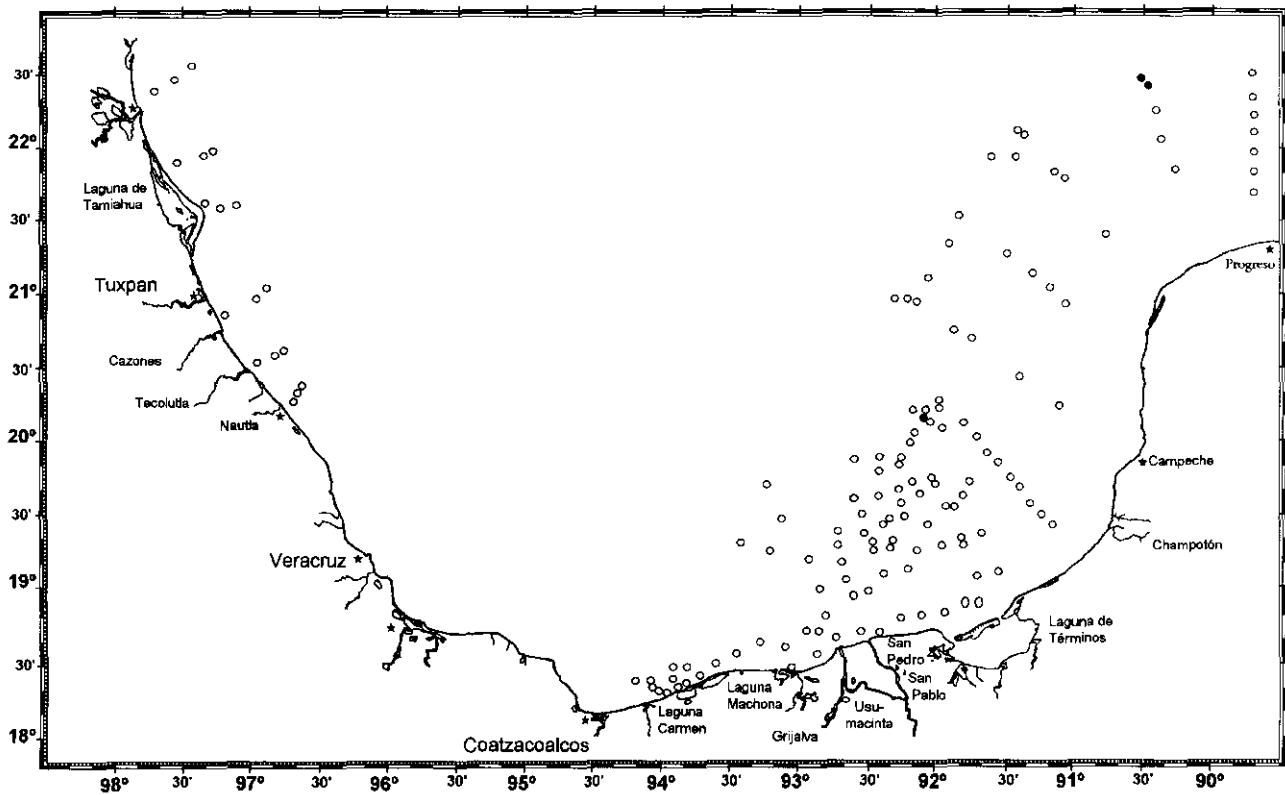 30'
22°
Laguna de
Tamiahua
30'
Progreso
Tuxpan
21°
Cazones
30'
Tecolutla
Nautla
20°
Campeche
30'
Champotón
Veracruz
19°
Laguna de
Términos
San
Pedro
30'
San
Pablo
Laguna
Machona
Laguna
Carmen
Usu-
macinta
Grijalva
Coatzacoalcos
18°
98° 30' 97° 30' 96° 30' 95° 30' 94° 30' 93° 30' 92° 30' 91° 30' 90°